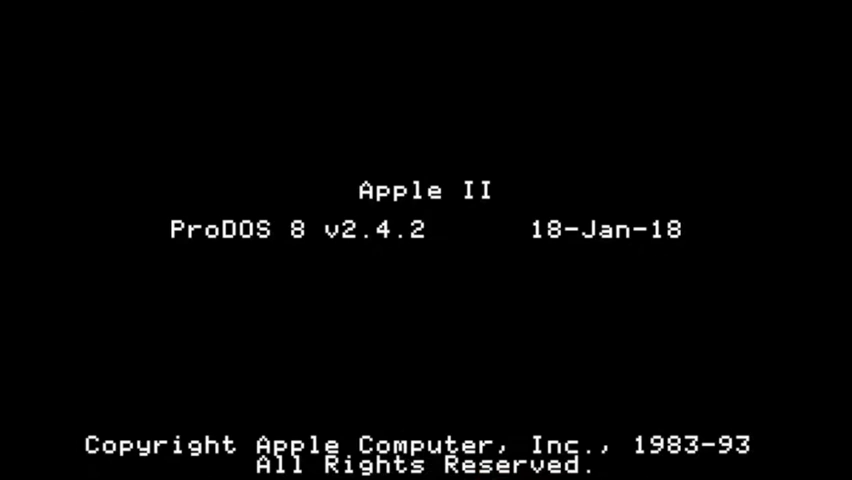 Apple II
ProDOS 8 v2.4.2 18-Jan-18
Copyright Apple Computer, Inc., 1983-93
All Rights Reserved.